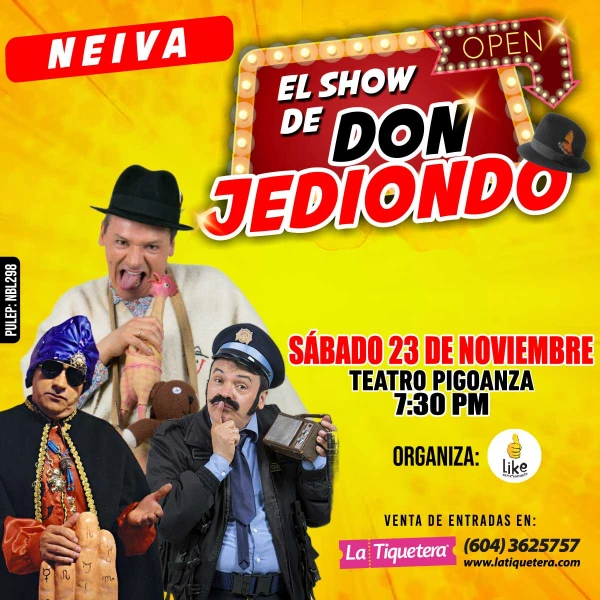 NEIVA
OPEN
EL SHOW
DE DON
JEDIONDO
PULEP: NBL298
SÁBADO 23 DE NOVIEMBRE
TEATRO PIGOANZA
7:30 PM
ORGANIZA:
like
VENTA DE ENTRADAS EN:
La Tiquetera
(604) 3625757
www.latiquetera.com